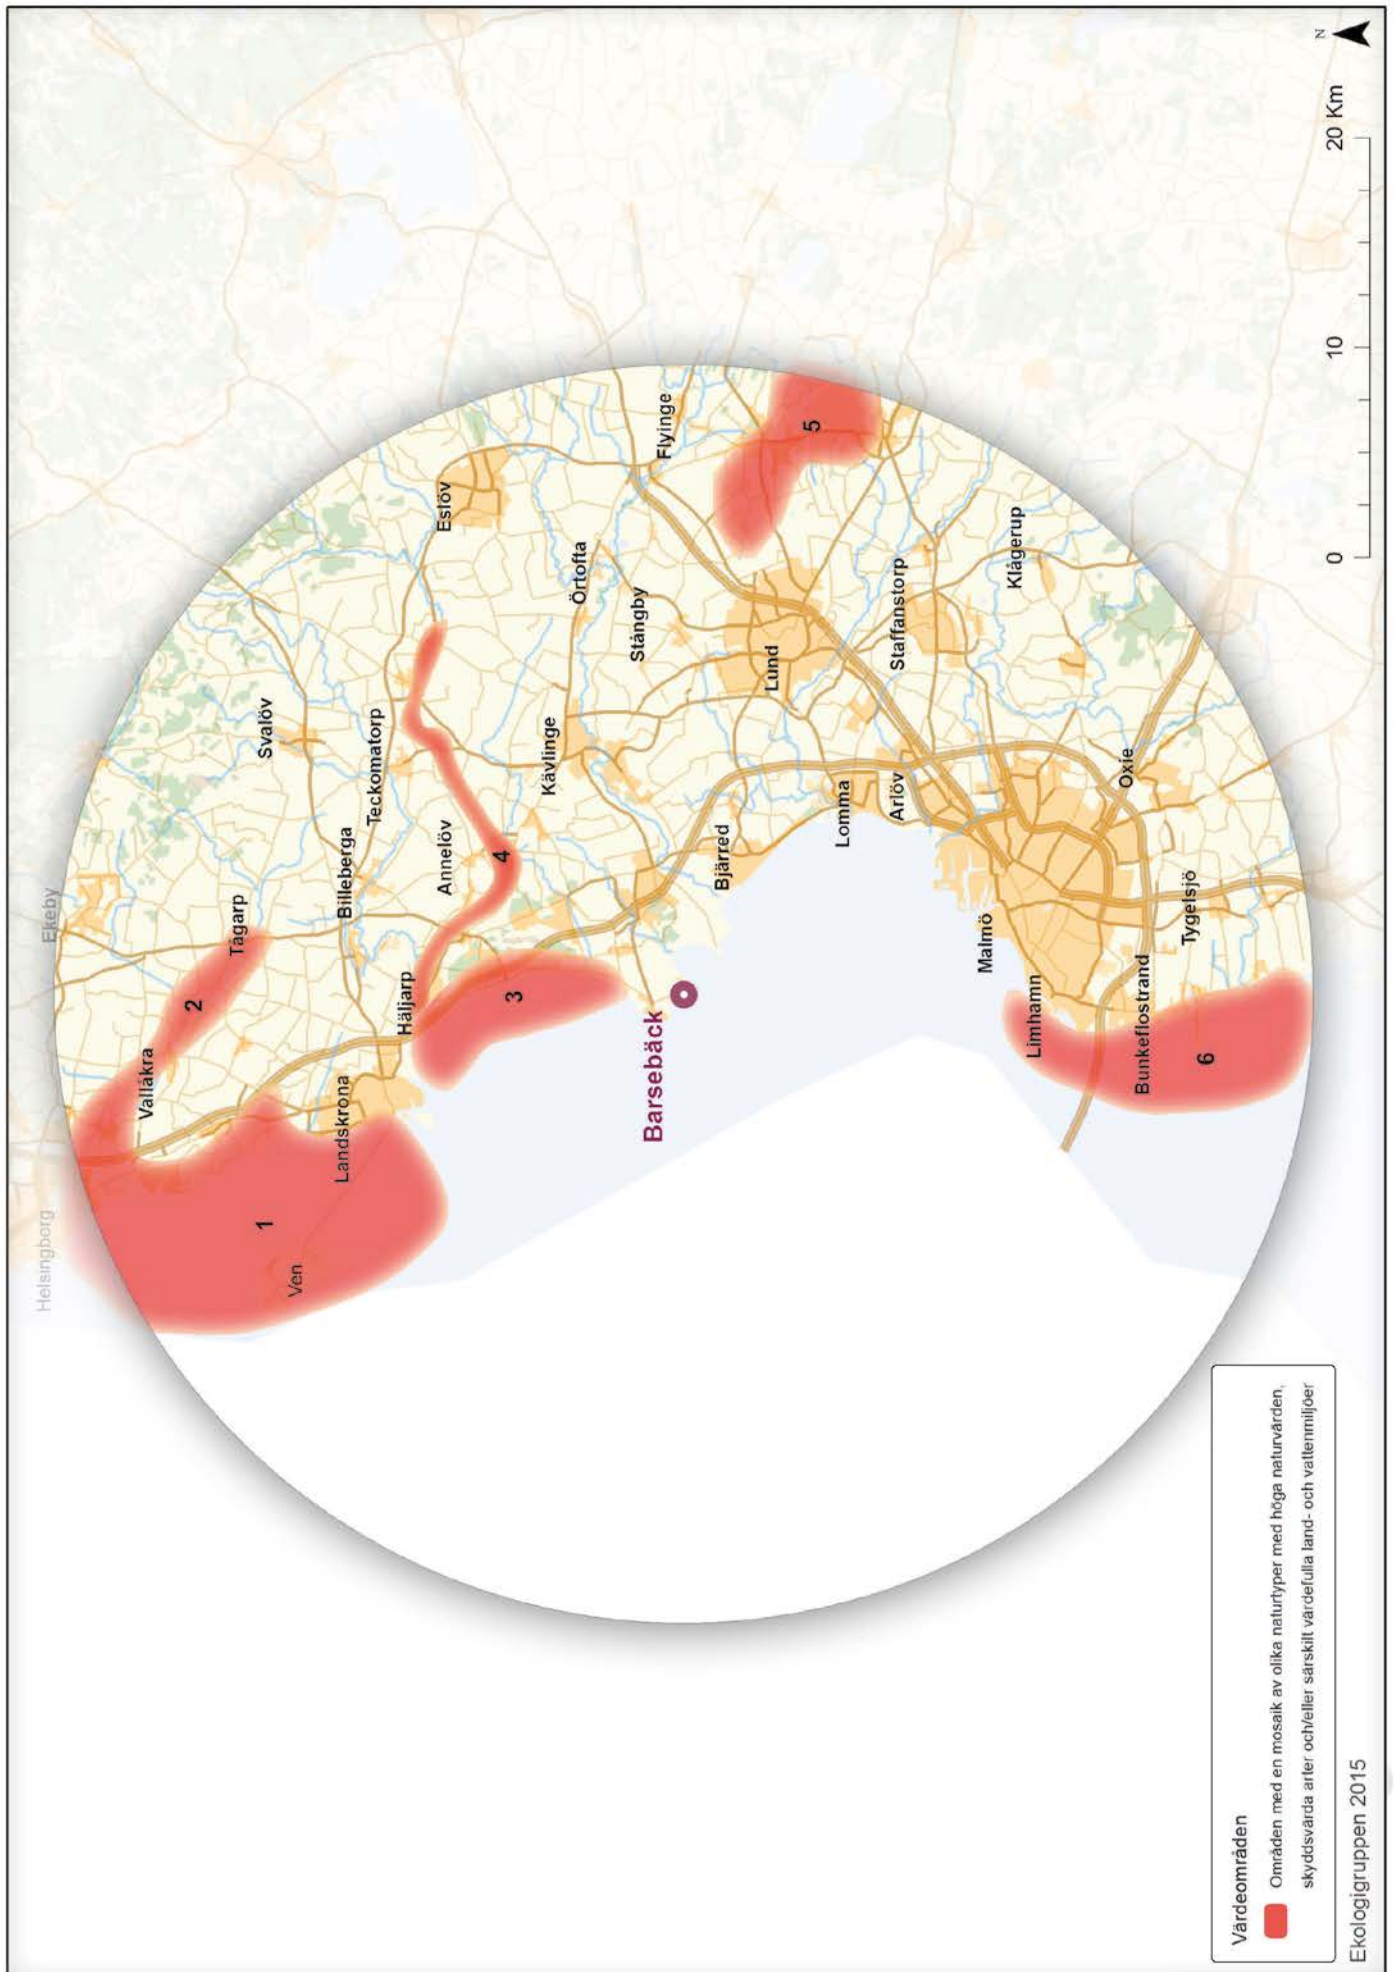 Helsingborg
Ekeby
Vallåkra
2
Tågarp
Svalöv
1
Ven
Landskrona
Billeberga
Teckomatorp
Häljarp
Annelöv
Eslöv
3
4
Kävlinge
Örtofta
Stångby
Flyinge
Barsebäck
Bjärred
Lund
5
Lomma
Arlöv
Staffanstorp
Malmö
Klågerup
Limhamn
Oxie
Bunkeflostrand
Tygelsjö
6
Värdeområden
Områden med en mosaik av olika naturtyper med höga naturvärden,
skyddsvärda arter och/eller särskilt värdefulla land- och vattenmiljöer
Ekologigruppen 2015
0 10 20 Km
N